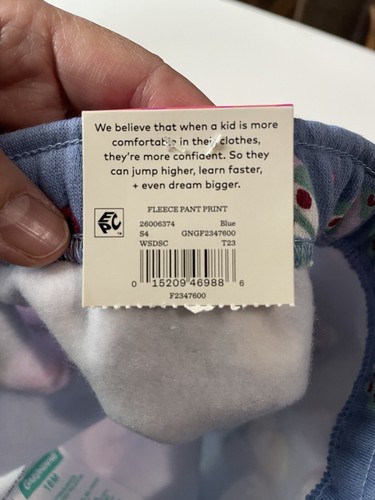 We believe that when a kid is more
comfortable in their clothes,
they're more confident. So they
can jump higher, learn faster,
+ even dream bigger.
EPC
FLEECE PANT PRINT
26006374 Blue
S4 GNGF2347600
WSDSC T23
0 15209 46988 6
F2347600
18M